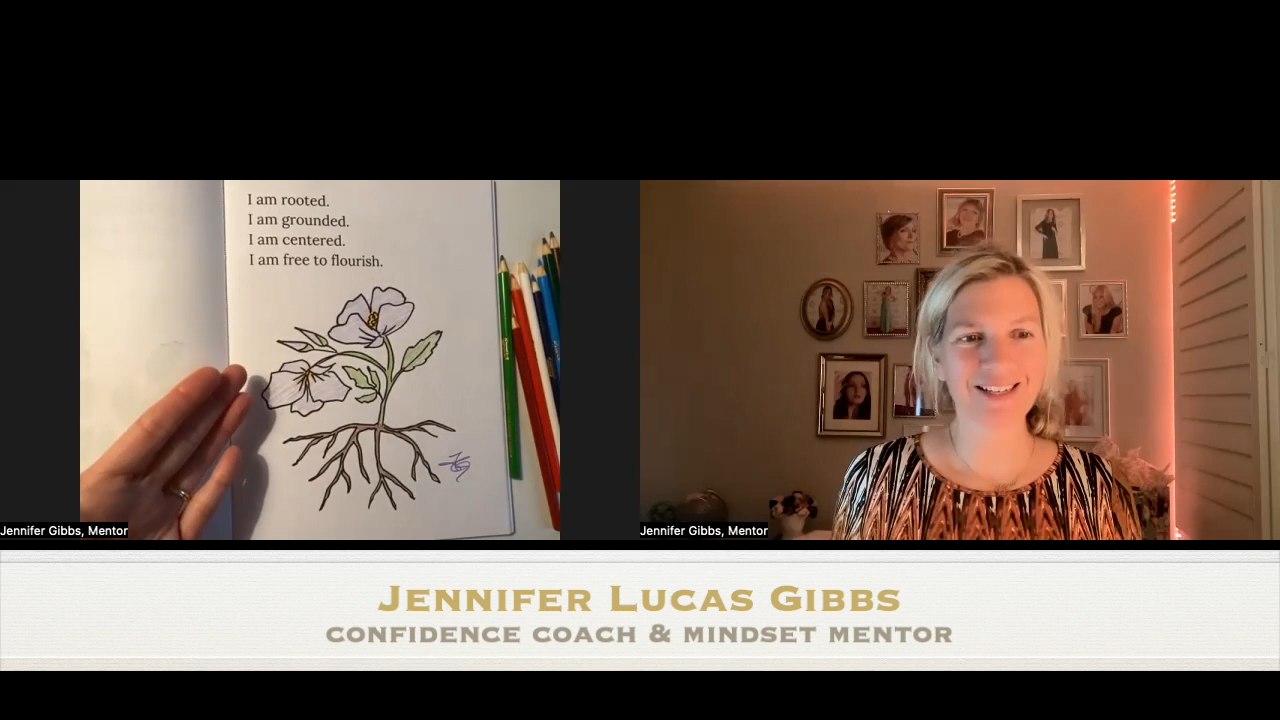 I am rooted.
I am grounded.
I am centered.
I am free to flourish.
Jennifer Gibbs, Mentor
Jennifer Gibbs, Mentor
JENNIFER LUCAS GIBBS
CONFIDENCE COACH & MINDSET MENTOR